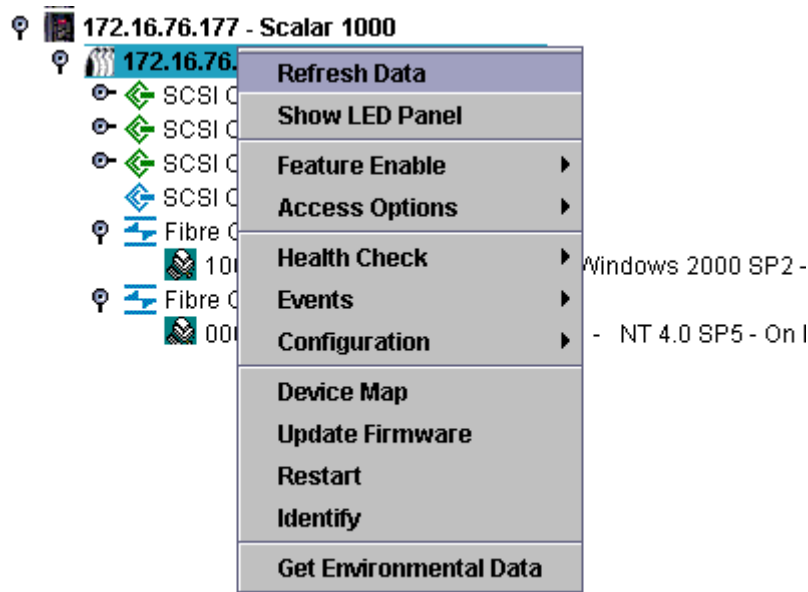 172.16.76.177 - Scalar 1000
172.16.76.
Refresh Data
SCSI
Show LED Panel
SCSI
SCSI
Feature Enable
SCSI
Access Options
Fibre
Health Check
Windows 2000 SP2 -
Fibre
Events
Configuration
- NT 4.0 SP5 - On
Device Map
Update Firmware
Restart
Identify
Get Environmental Data